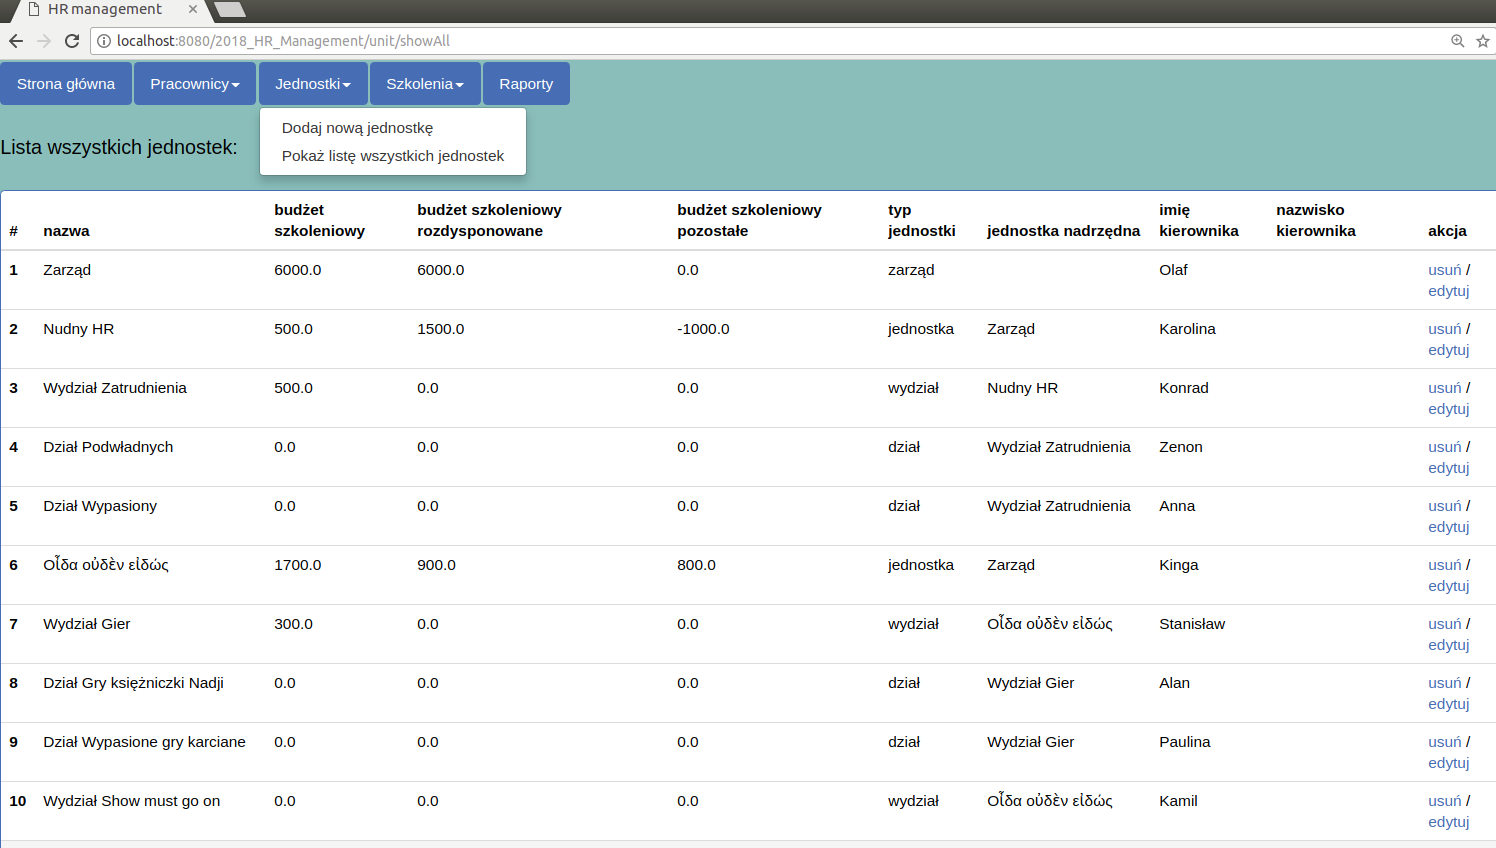 HR management
localhost:8080/2018_HR_Management/unit/showAll
Strona główna Pracownicy Jednostki Szkolenia Raporty
Dodaj nową jednostkę
Pokaż listę wszystkich jednostek
Lista wszystkich jednostek:
# nazwa budżet szkoleniowy budżet szkoleniowy rozdysponowane budżet szkoleniowy pozostałe typ jednostki jednostka nadrzędna imię kierownika nazwisko kierownika akcja
1 Zarząd 6000.0 6000.0 0.0 zarząd Olaf usuń / edytuj
2 Nudny HR 500.0 1500.0 -1000.0 jednostka Zarząd Karolina usuń / edytuj
3 Wydział Zatrudnienia 500.0 0.0 0.0 wydział Nudny HR Konrad usuń / edytuj
4 Dział Podwładnych 0.0 0.0 0.0 dział Wydział Zatrudnienia Zenon usuń / edytuj
5 Dział Wypasiony 0.0 0.0 0.0 dział Wydział Zatrudnienia Anna usuń / edytuj
6 Οἶδα οὐδὲν εἰδώς 1700.0 900.0 800.0 jednostka Zarząd Kinga usuń / edytuj
7 Wydział Gier 300.0 0.0 0.0 wydział Οἶδα οὐδὲν εἰδώς Stanisław usuń / edytuj
8 Dział Gry księżniczki Nadji 0.0 0.0 0.0 dział Wydział Gier Alan usuń / edytuj
9 Dział Wypasione gry karciane 0.0 0.0 0.0 dział Wydział Gier Paulina usuń / edytuj
10 Wydział Show must go on 0.0 0.0 0.0 wydział Οἶδα οὐδὲν εἰδώς Kamil usuń / edytuj